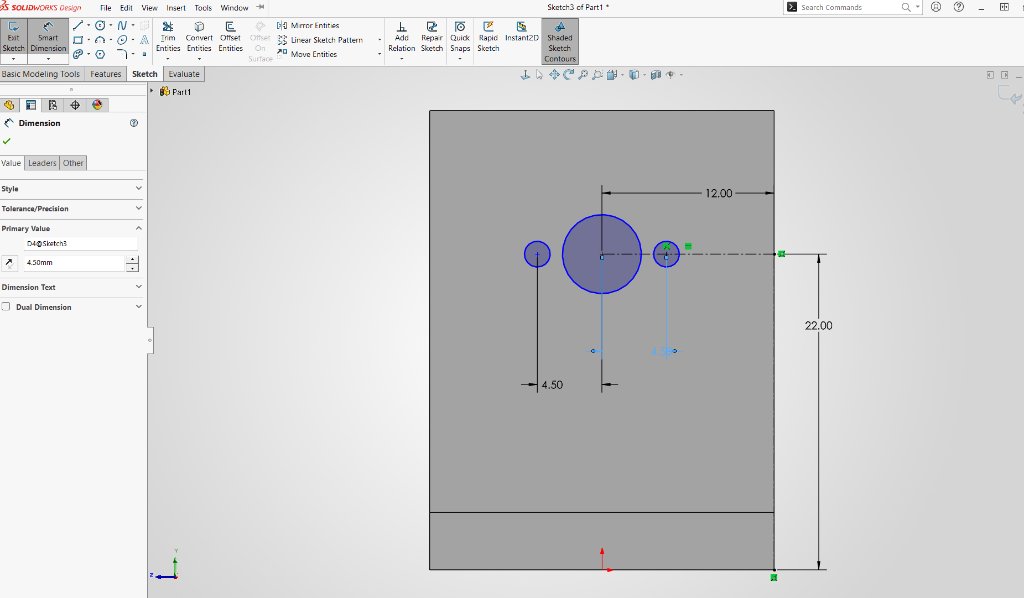 SOLIDWORKS Design File Edit View Insert Tools Window Sketch3 of Part1 * Search Commands
Exit Sketch Smart Dimension Trim Entities Convert Entities Offset Entities Offset On Surface Mirror Entities Linear Sketch Pattern Move Entities Add Relation Repair Sketch Quick Snaps Rapid Sketch Instant2D Shaded Sketch Contours
Basic Modeling Tools Features Sketch Evaluate
Part1
Dimension
Value Leaders Other
Style
Tolerance/Precision
Primary Value
D4@Sketch3
4.50mm
Dimension Text
Dual Dimension
12.00
22.00
4.50
4.50
Y
Z